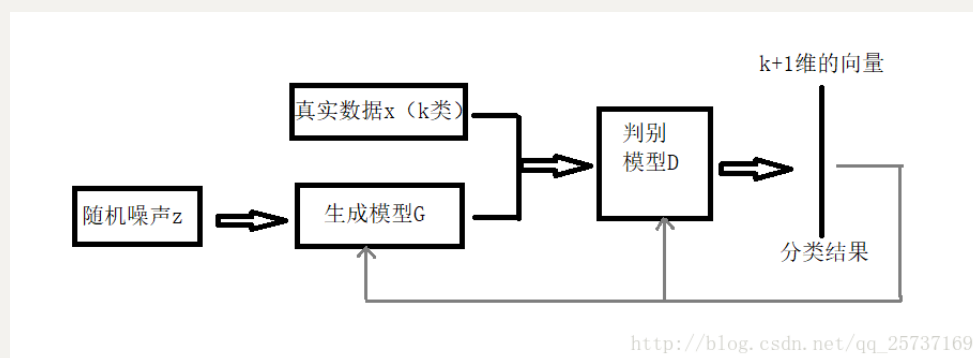 k+1维的向量
真实数据x（k类）
判别
模型D
随机噪声z
生成模型G
分类结果
http://blog.csdn.net/qq_25737169